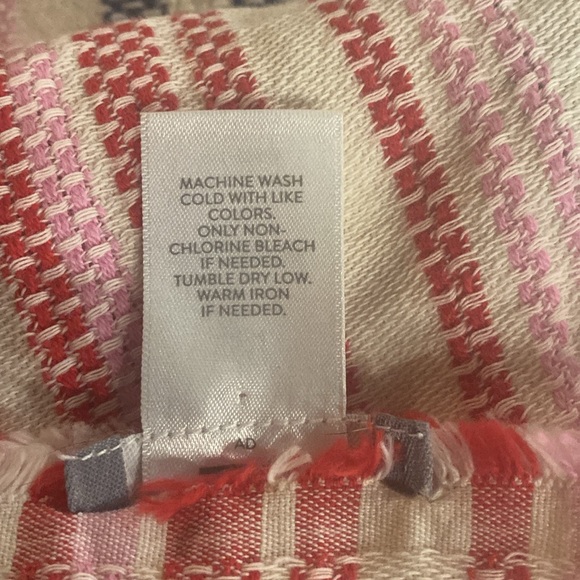 MACHINE WASH
COLD WITH LIKE
COLORS.
ONLY NON-
CHLORINE BLEACH
IF NEEDED.
TUMBLE DRY LOW.
WARM IRON
IF NEEDED.
AD